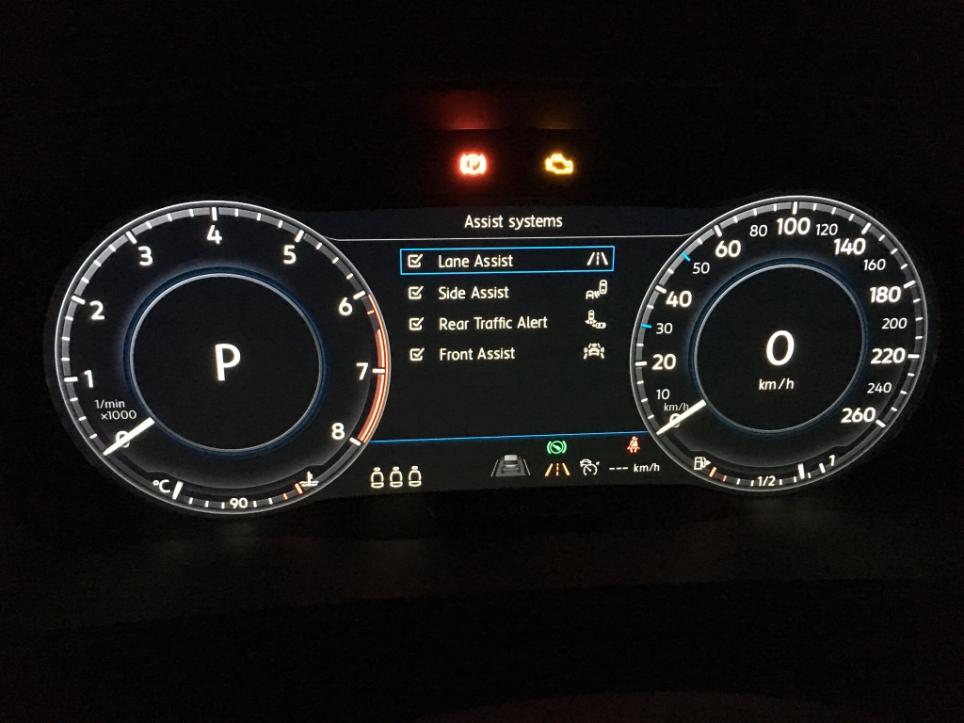 P
Assist systems
Lane Assist
Side Assist
Rear Traffic Alert
Front Assist
0
1
2
3
4
5
6
7
8
1/min
x1000
P
°C
90
0
10
20
30
40
50
60
80
100
120
140
160
180
200
220
240
260
km/h
0
km/h
--- km/h
1/2
1